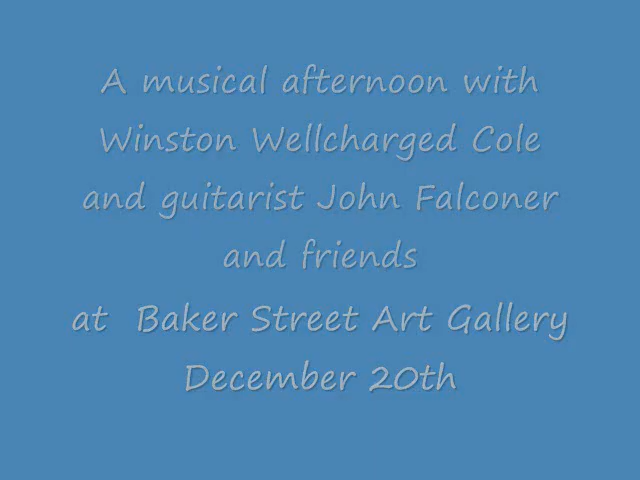 A musical afternoon with
Winston Wellcharged Cole
and guitarist John Falconer
and friends
at Baker Street Art Gallery
December 20th